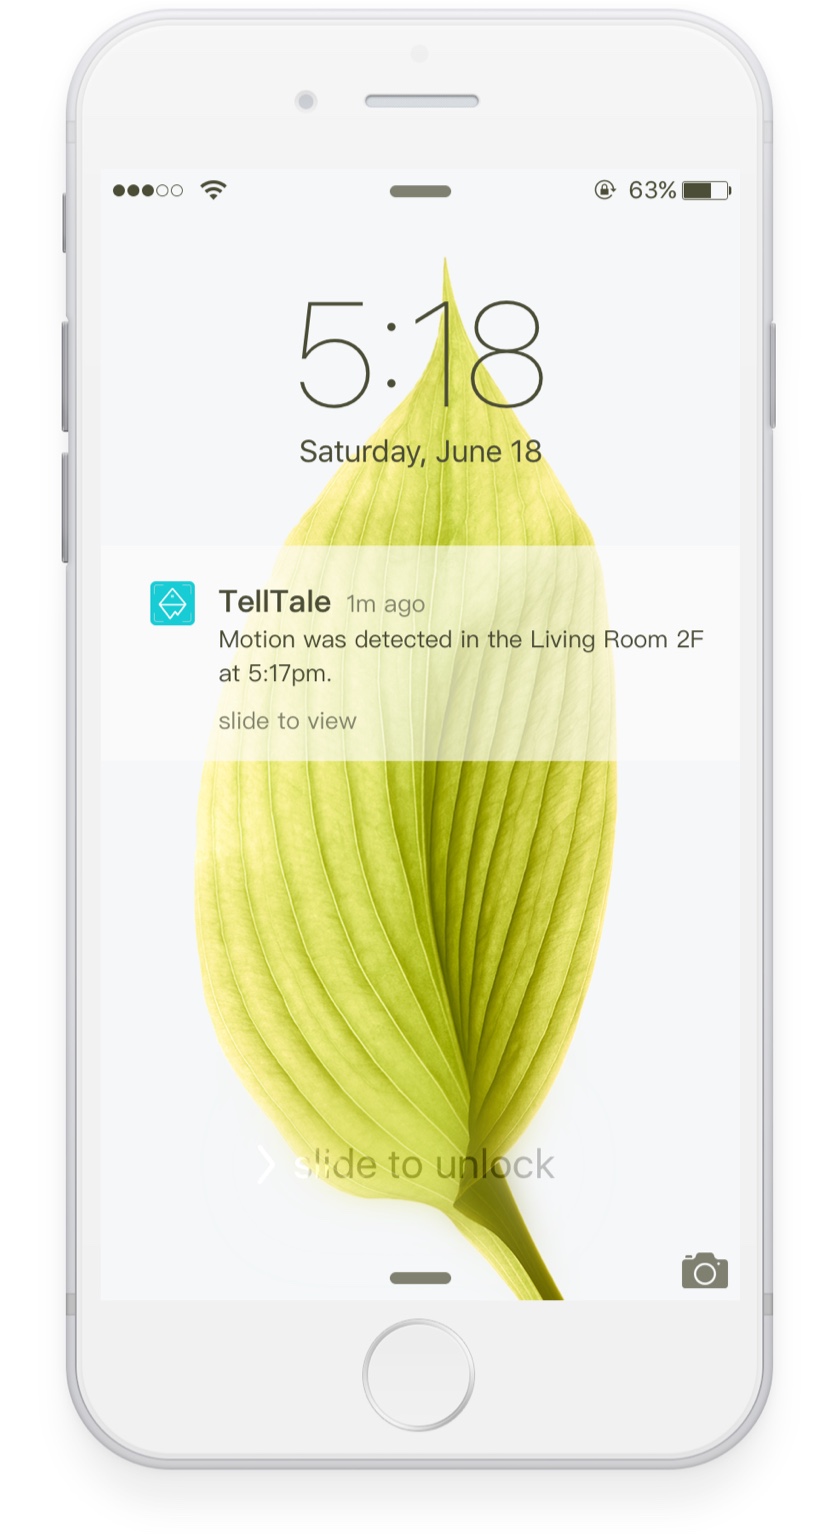 63%
5:18
Saturday, June 18
TellTale 1m ago
Motion was detected in the Living Room 2F
at 5:17pm.
slide to view
slide to unlock